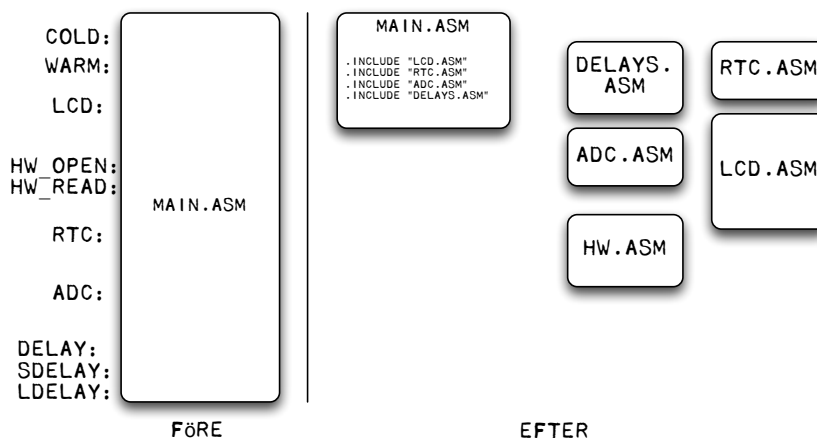 COLD:
WARM:
LCD:
HW_OPEN:
HW_READ:
RTC:
ADC:
DELAY:
SDELAY:
LDELAY:
MAIN.ASM
FÖRE
MAIN.ASM
.INCLUDE "LCD.ASM"
.INCLUDE "RTC.ASM"
.INCLUDE "ADC.ASM"
.INCLUDE "DELAYS.ASM"
DELAYS.
ASM
RTC.ASM
ADC.ASM
LCD.ASM
HW.ASM
EFTER